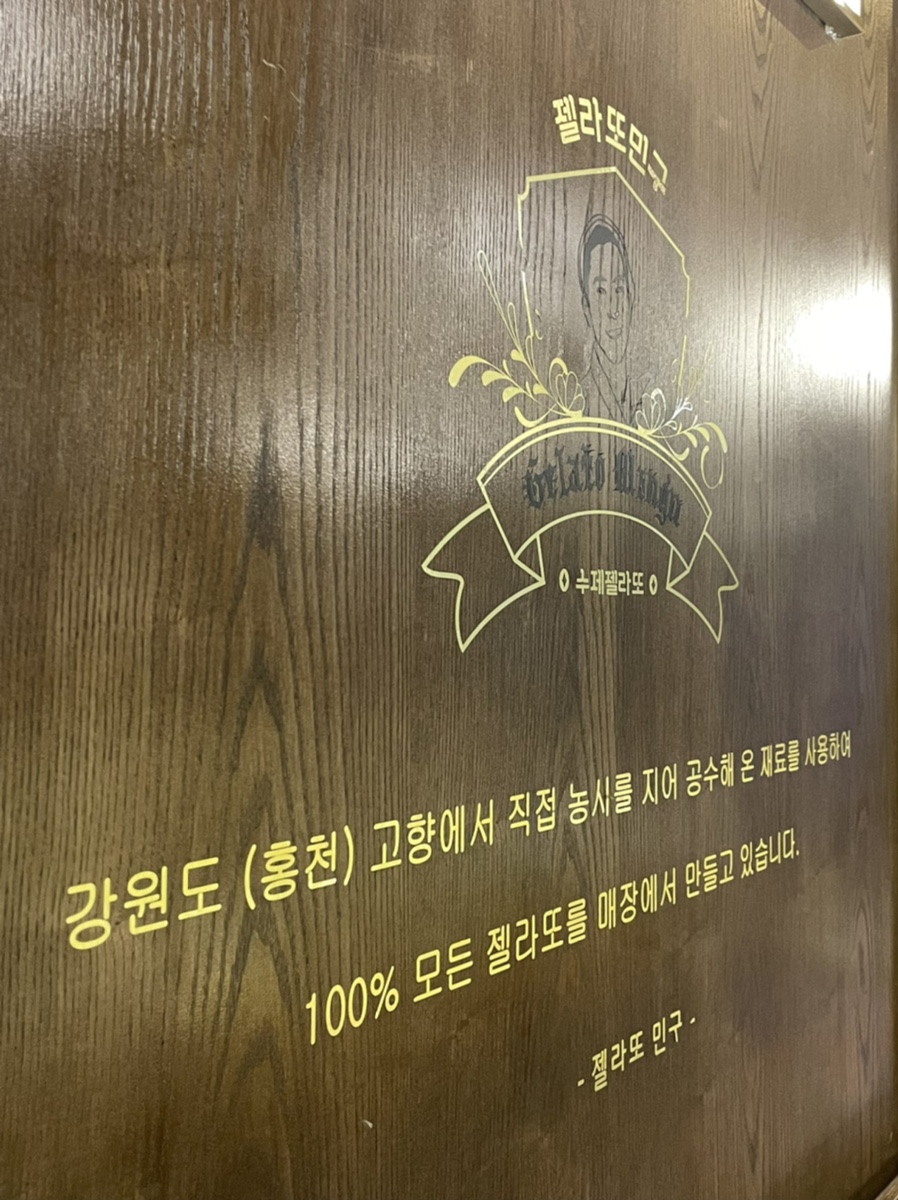 젤라또민구
Gelato Mingu
수제젤라또
강원도 (홍천) 고향에서 직접 농사를 지어 공수해 온 재료를 사용하여
100% 모든 젤라또를 매장에서 만들고 있습니다.
- 젤라또 민구 -